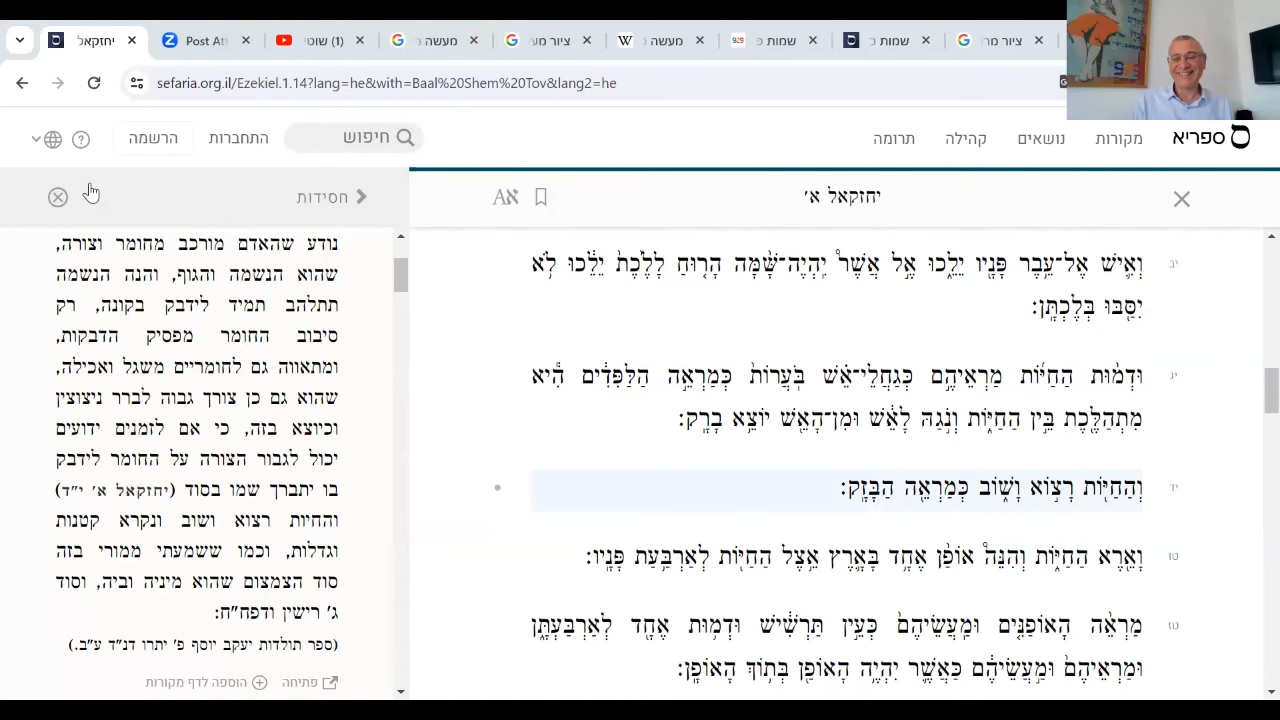 יחזקאל
Post Att
(1) שוטי
מעשה מ
ציור מעי
מעשה מ
929
שמות פ
שמות כ
ציור מר
sefaria.org.il/Ezekiel.1.14?lang=he&with=Baal%20Shem%20Tov&lang2=he
ספריא
מקורות
נושאים
קהילה
תרומה
חיפוש
התחברות
הרשמה
יחזקאל א׳
אA
יב
וְאִ֛ישׁ אֶל־עֵ֥בֶר פָּנָ֖יו יֵלֵ֑כוּ אֶ֣ל אֲשֶׁר֩ יִֽהְיֶה־שָׁ֨מָּה הָר֤וּחַ לָלֶ֙כֶת֙ יֵלֵ֔כוּ לֹ֥א
יִסַּ֖בּוּ בְּלֶכְתָּֽן׃
יג
וּדְמ֨וּת הַחַיּ֜וֹת מַרְאֵיהֶ֣ם כְּגַחֲלֵי־אֵ֗שׁ בֹּֽעֲרוֹת֙ כְּמַרְאֵ֣ה הַלַּפִּדִ֔ים הִ֕יא
מִתְהַלֶּ֖כֶת בֵּ֣ין הַחַיּ֑וֹת וְנֹ֣גַהּ לָאֵ֔שׁ וּמִן־הָאֵ֖שׁ יוֹצֵ֥א בָרָֽק׃
יד
וְהַחַיּ֖וֹת רָצ֣וֹא וָשׁ֑וֹב כְּמַרְאֵ֖ה הַבָּזָֽק׃
טו
וָאֵ֖רֶא הַחַיּ֑וֹת וְהִנֵּה֩ אוֹפַ֨ן אֶחָ֥ד בָּאָ֛רֶץ אֵ֥צֶל הַחַיּ֖וֹת לְאַרְבַּ֥עַת פָּנָֽיו׃
טז
מַרְאֵ֨ה הָאוֹפַנִּ֤ים וּמַעֲשֵׂיהֶם֙ כְּעֵ֣ין תַּרְשִׁ֔ישׁ וּדְמ֥וּת אֶחָ֖ד לְאַרְבַּעְתָּ֑ן
וּמַרְאֵיהֶם֙ וּמַ֣עֲשֵׂיהֶ֔ם כַּאֲשֶׁ֛ר יִהְיֶ֥ה הָאוֹפַ֖ן בְּת֥וֹךְ הָאוֹפָֽן׃
חסידות
נודע שהאדם מורכב מחומר וצורה,
שהוא הנשמה והגוף, והנה הנשמה
תתלהב תמיד לידבק בקונה, רק
סיבוב החומר מפסיק הדבקות,
ומתאווה גם לחומריים משגל ואכילה,
שהוא גם כן צורך גבוה לברר ניצוצין
וכיוצא בזה, כי אם לזמנים ידועים
יכול לגבור הצורה על החומר לידבק
בו יתברך שמו בסוד (יחזקאל א׳ י״ד)
והחיות רצוא ושוב ונקרא קטנות
וגדלות, וכמו ששמעתי ממורי בזה
סוד הצמצום שהוא מיניה וביה, וסוד
ג׳ רישין ודפח״ח:
(ספר תולדות יעקב יוסף פ׳ יתרו דנ״ד ע״ב.)
פתיחה
הוספה לדף מקורות